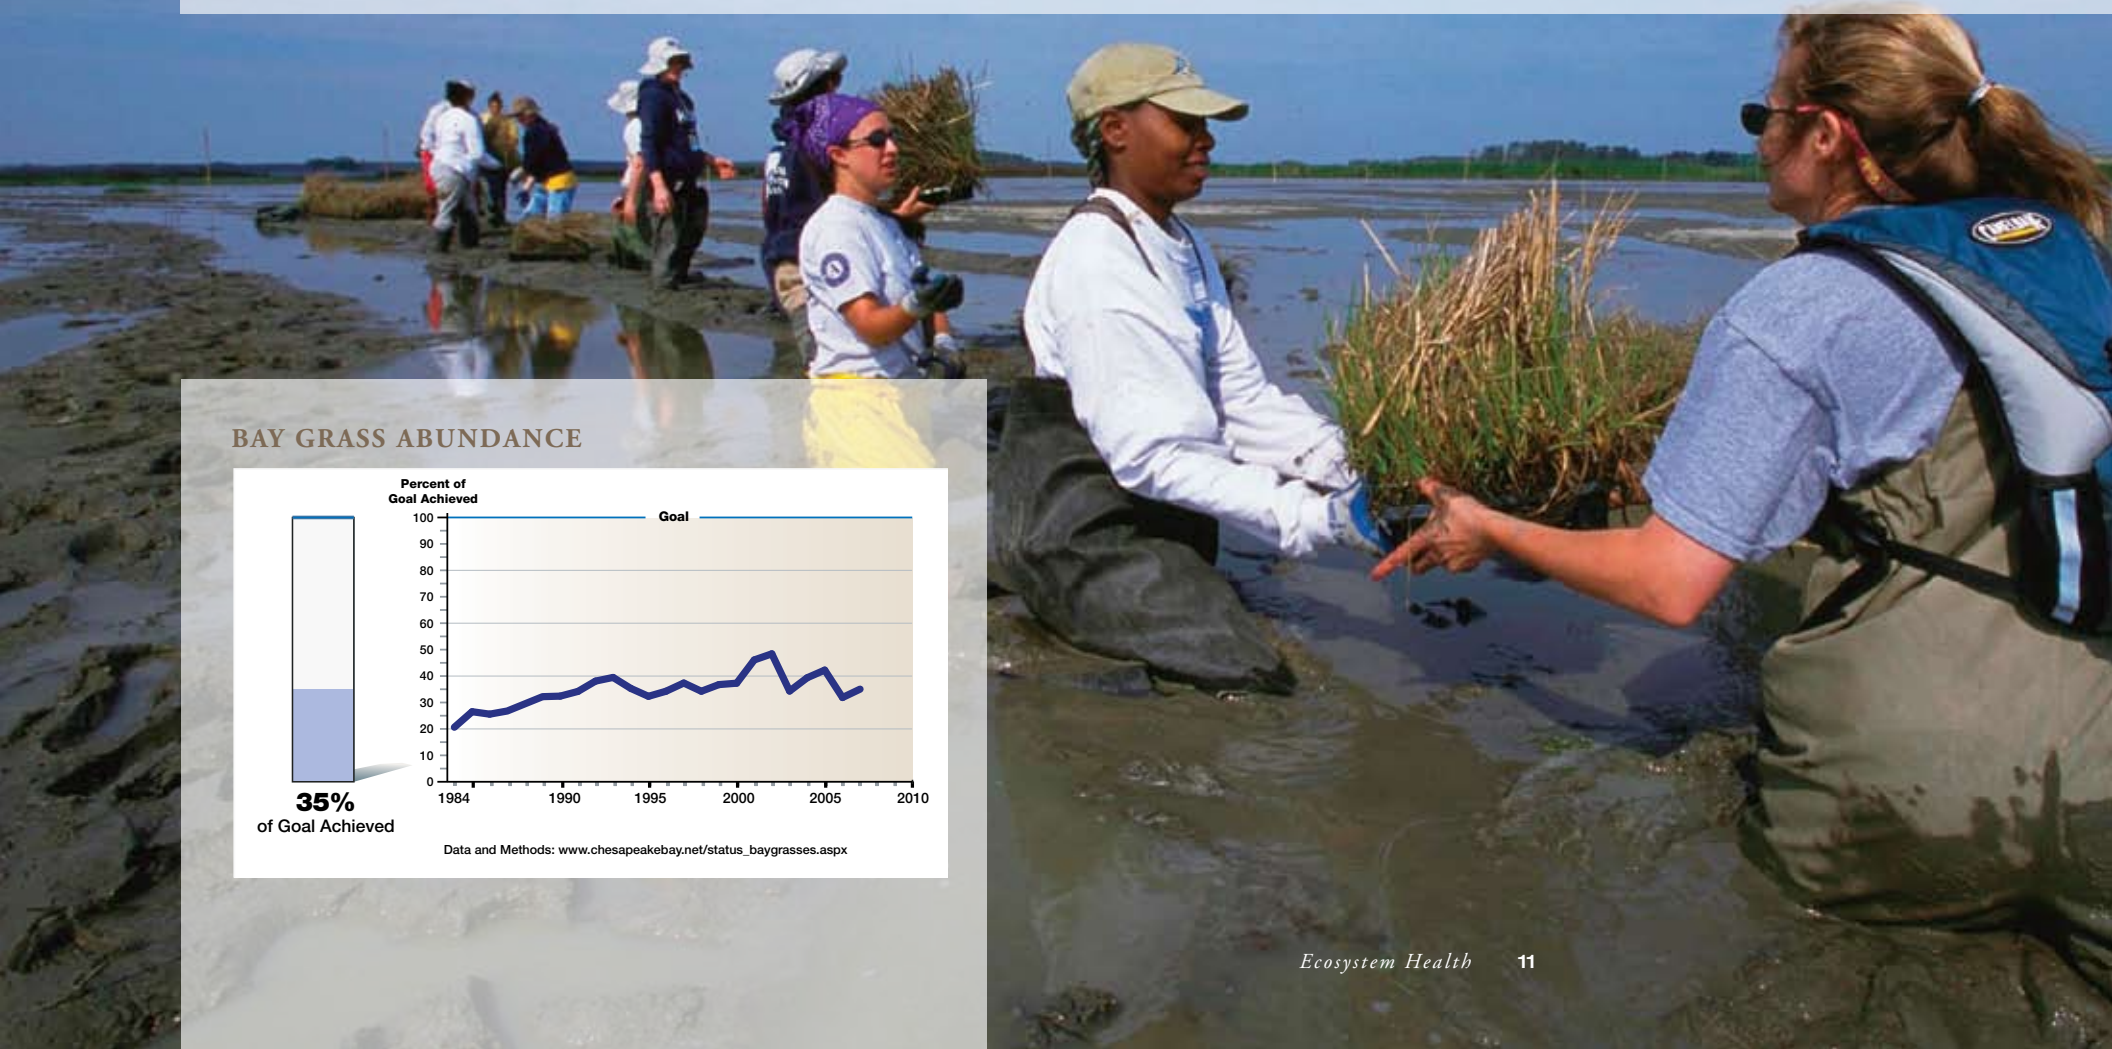 BAY GRASS ABUNDANCE
Percent of
Goal Achieved
Goal
100
90
80
70
60
50
40
30
20
10
0
1984
1990
1995
2000
2005
2010
35%
of Goal Achieved
Data and Methods: www.chesapeakebay.net/status_baygrasses.aspx
CAMELBAK
Ecosystem Health 11